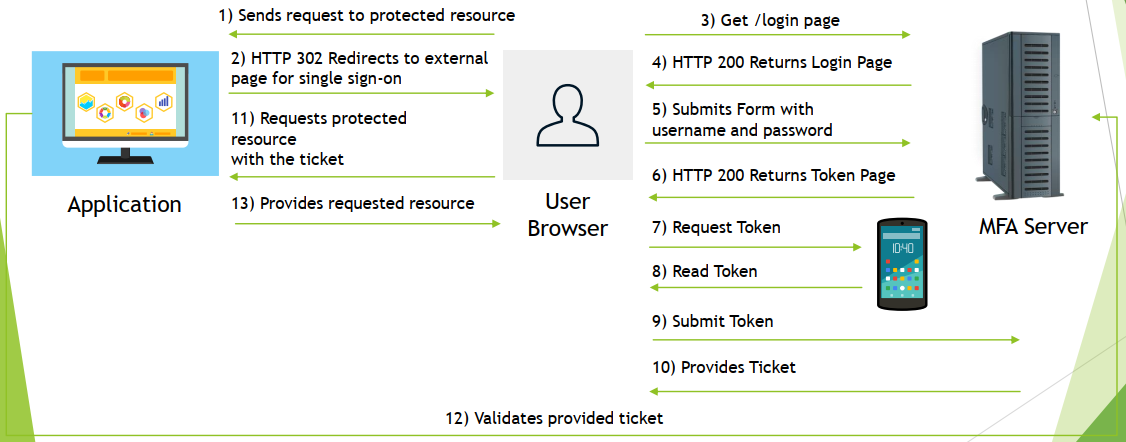 1) Sends request to protected resource
2) HTTP 302 Redirects to external
page for single sign-on
11) Requests protected
resource
with the ticket
13) Provides requested resource
Application
User
Browser
3) Get /login page
4) HTTP 200 Returns Login Page
5) Submits Form with
username and password
6) HTTP 200 Returns Token Page
7) Request Token
10:40
8) Read Token
9) Submit Token
10) Provides Ticket
MFA Server
12) Validates provided ticket